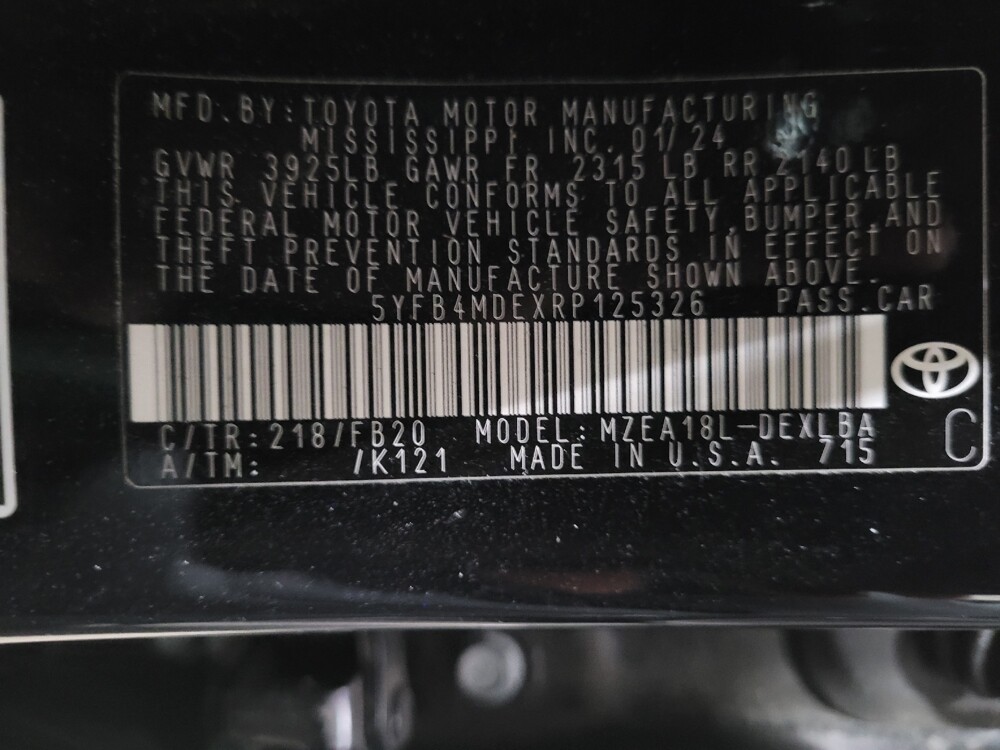 MFD.BY:TOYOTA MOTOR MANUFACTURING
MISSISSIPPI, INC. 01/24
GVWR 3925LB GAWR FR 2315 LB RR 2140 LB
THIS VEHICLE CONFORMS TO ALL APPLICABLE
FEDERAL MOTOR VEHICLE SAFETY,BUMPER,AND
THEFT PREVENTION STANDARDS IN EFFECT ON
THE DATE OF MANUFACTURE SHOWN ABOVE.
5YFB4MDEXRP125326 PASS.CAR
C/TR:218/FB20 MODEL:MZEA18L-DEXLBA
A/TM: /K121 MADE IN U.S.A. 715
C